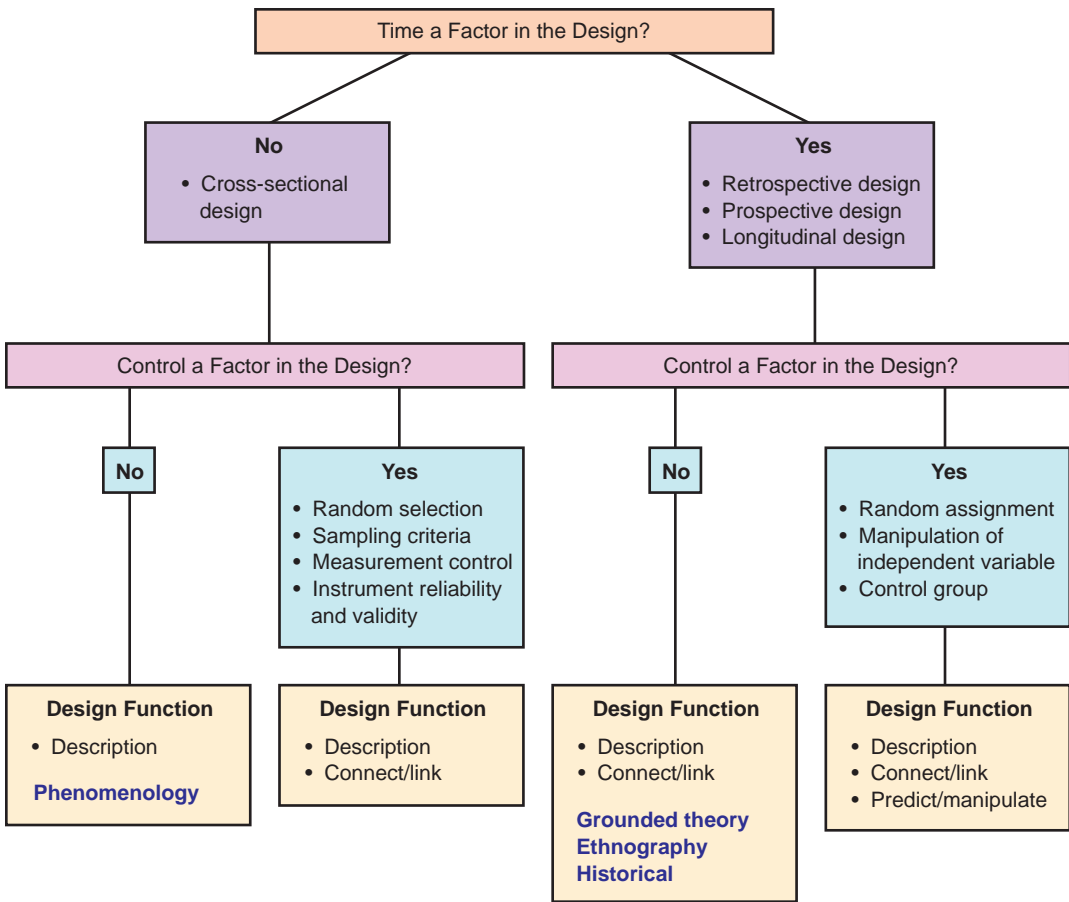 Time a Factor in the Design?
No
• Cross-sectional
design
Yes
• Retrospective design
• Prospective design
• Longitudinal design
Control a Factor in the Design?
Control a Factor in the Design?
No
Yes
• Random selection
• Sampling criteria
• Measurement control
• Instrument reliability
and validity
No
Yes
• Random assignment
• Manipulation of
independent variable
• Control group
Design Function
• Description
Phenomenology
Design Function
• Description
• Connect/link
Design Function
• Description
• Connect/link
Grounded theory
Ethnography
Historical
Design Function
• Description
• Connect/link
• Predict/manipulate